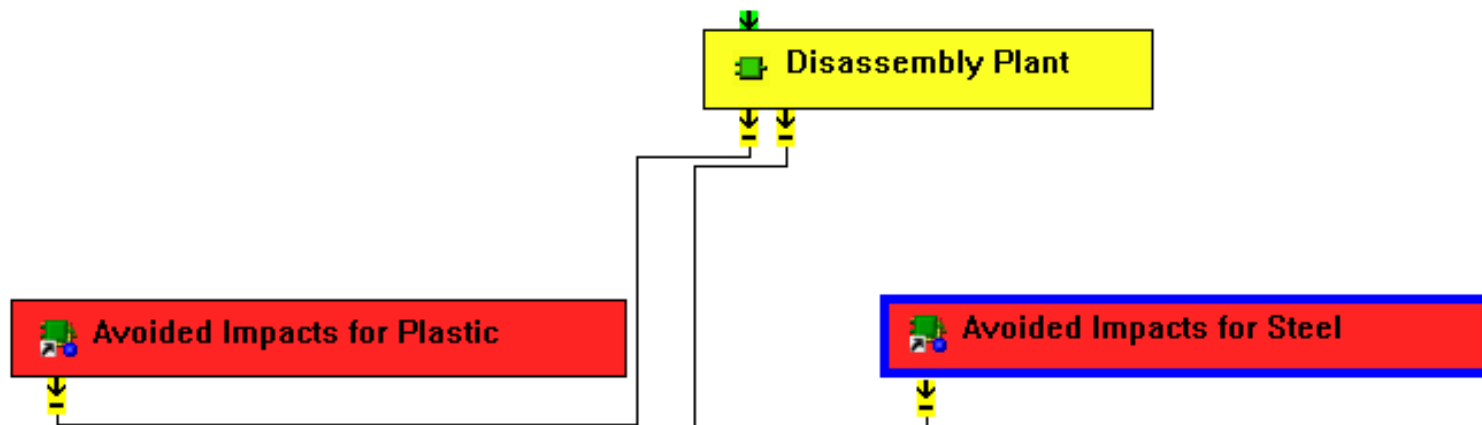 Disassembly Plant
Avoided Impacts for Plastic
Avoided Impacts for Steel